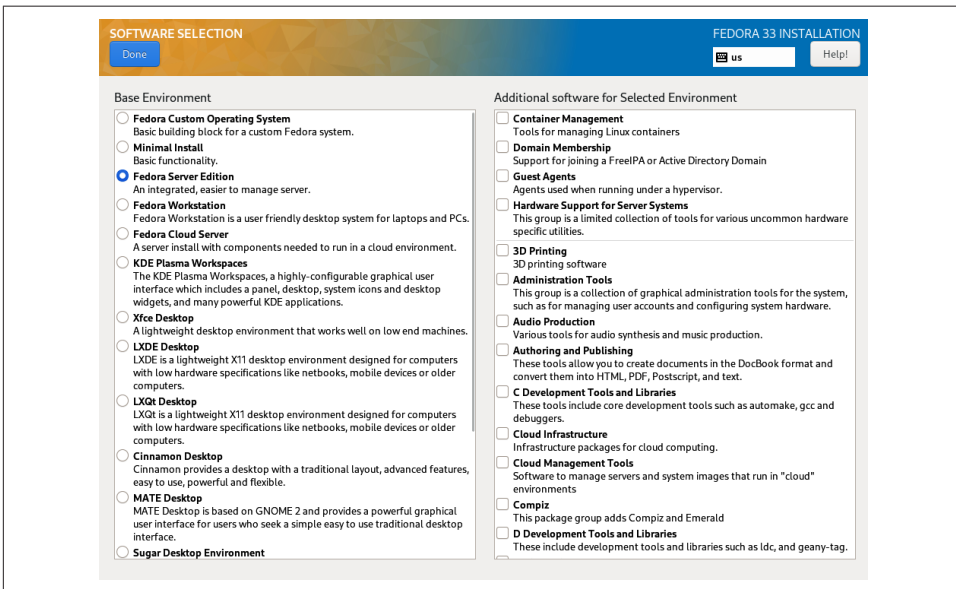 SOFTWARE SELECTION
FEDORA 33 INSTALLATION
Done
us
Help!
Base Environment
Fedora Custom Operating System
Basic building block for a custom Fedora system.
Minimal Install
Basic functionality.
Fedora Server Edition
An integrated, easier to manage server.
Fedora Workstation
Fedora Workstation is a user friendly desktop system for laptops and PCs.
Fedora Cloud Server
A server install with components needed to run in a cloud environment.
KDE Plasma Workspaces
The KDE Plasma Workspaces, a highly-configurable graphical user
interface which includes a panel, desktop, system icons and desktop
widgets, and many powerful KDE applications.
Xfce Desktop
A lightweight desktop environment that works well on low end machines.
LXDE Desktop
LXDE is a lightweight X11 desktop environment designed for computers
with low hardware specifications like netbooks, mobile devices or older
computers.
LXQt Desktop
LXQt is a lightweight X11 desktop environment designed for computers
with low hardware specifications like netbooks, mobile devices or older
computers.
Cinnamon Desktop
Cinnamon provides a desktop with a traditional layout, advanced features,
easy to use, powerful and flexible.
MATE Desktop
MATE Desktop is based on GNOME 2 and provides a powerful graphical
user interface for users who seek a simple easy to use traditional desktop
interface.
Sugar Desktop Environment
Additional software for Selected Environment
Container Management
Tools for managing Linux containers
Domain Membership
Support for joining a FreeIPA or Active Directory Domain
Guest Agents
Agents used when running under a hypervisor.
Hardware Support for Server Systems
This group is a limited collection of tools for various uncommon hardware
specific utilities.
3D Printing
3D printing software
Administration Tools
This group is a collection of graphical administration tools for the system,
such as for managing user accounts and configuring system hardware.
Audio Production
Various tools for audio synthesis and music production.
Authoring and Publishing
These tools allow you to create documents in the DocBook format and
convert them into HTML, PDF, Postscript, and text.
C Development Tools and Libraries
These tools include core development tools such as automake, gcc and
debuggers.
Cloud Infrastructure
Infrastructure packages for cloud computing.
Cloud Management Tools
Software to manage servers and system images that run in "cloud"
environments
Compiz
This package group adds Compiz and Emerald
D Development Tools and Libraries
These include development tools and libraries such as ldc, and geany-tag.